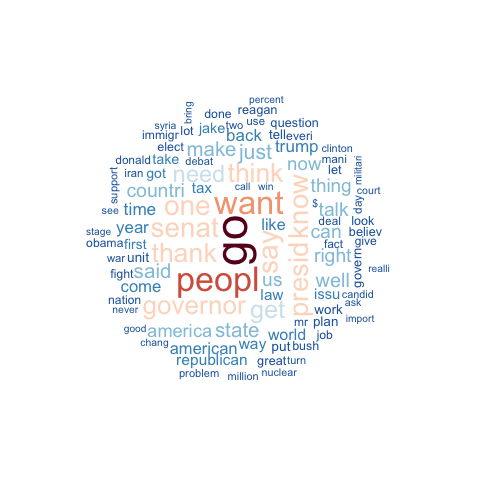 percent
bring
done reagan
syria lot jake two use question
immigr back tell everi
elect make just trump clinton
donald take debat now mani
iran got need think let militari
support countri tax call win know thing day court
see time one want $ talk
obama year first senat like can deal look
war unit go fact believ
fight said thank say right give govern
come peopl us presid well realli
nation law issu candid
never governor get mr work ask
good america state plan import
chang american way world put bush job
republican great turn
problem million nuclear
stage